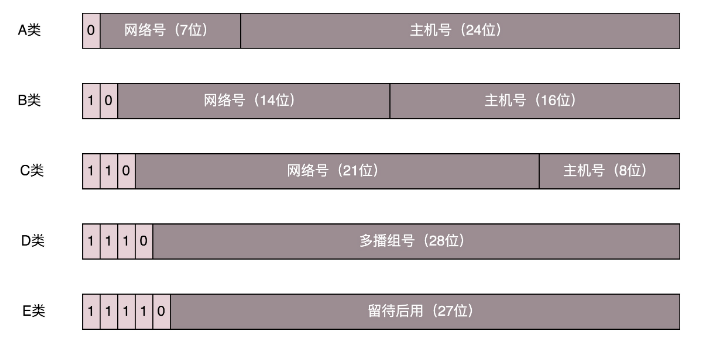 A类 0 网络号（7位） 主机号（24位）
B类 1 0 网络号（14位） 主机号（16位）
C类 1 1 0 网络号（21位） 主机号（8位）
D类 1 1 1 0 多播组号（28位）
E类 1 1 1 1 0 留待后用（27位）